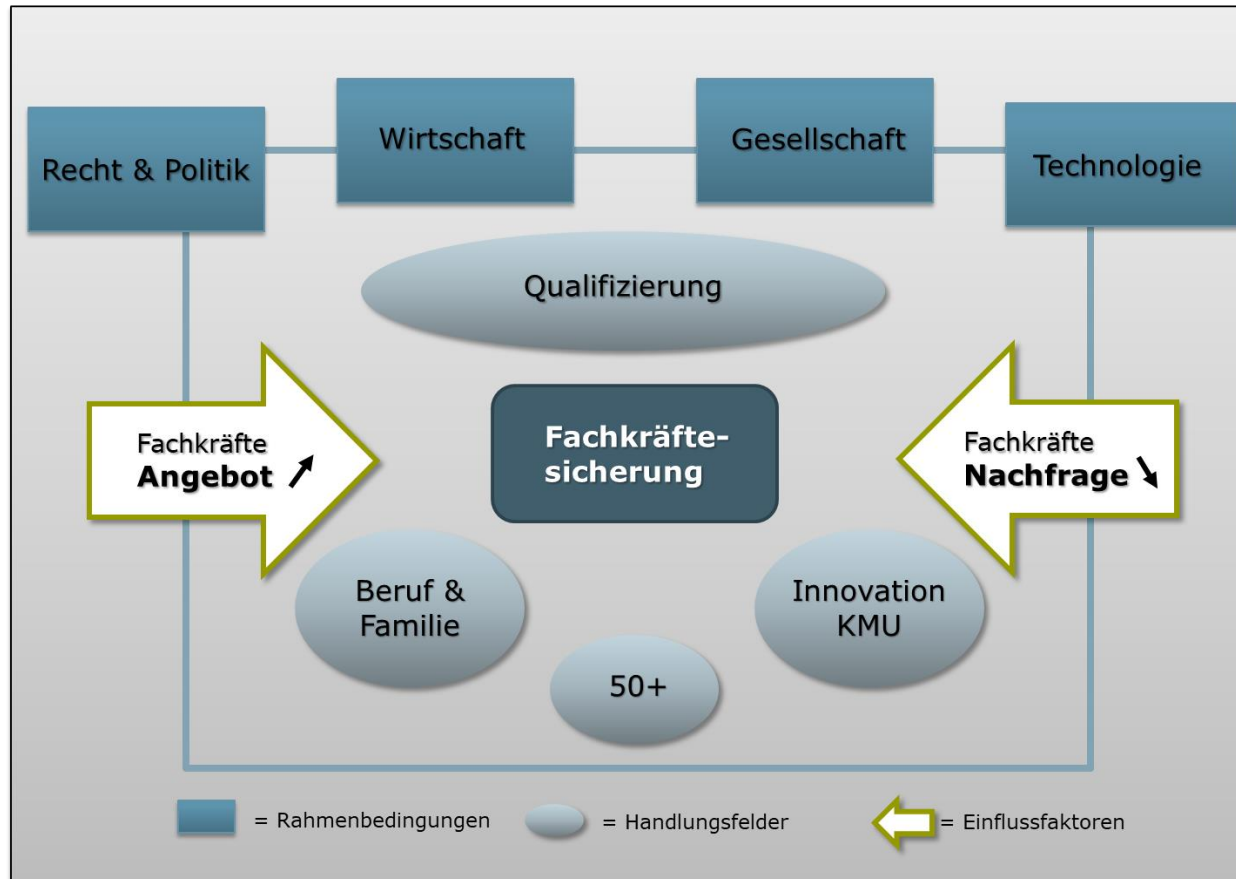 Recht & Politik
Wirtschaft
Gesellschaft
Technologie
Qualifizierung
Fachkräfte
Angebot
Fachkräfte-
sicherung
Fachkräfte
Nachfrage
Beruf &
Familie
50+
Innovation
KMU
= Rahmenbedingungen
= Handlungsfelder
= Einflussfaktoren